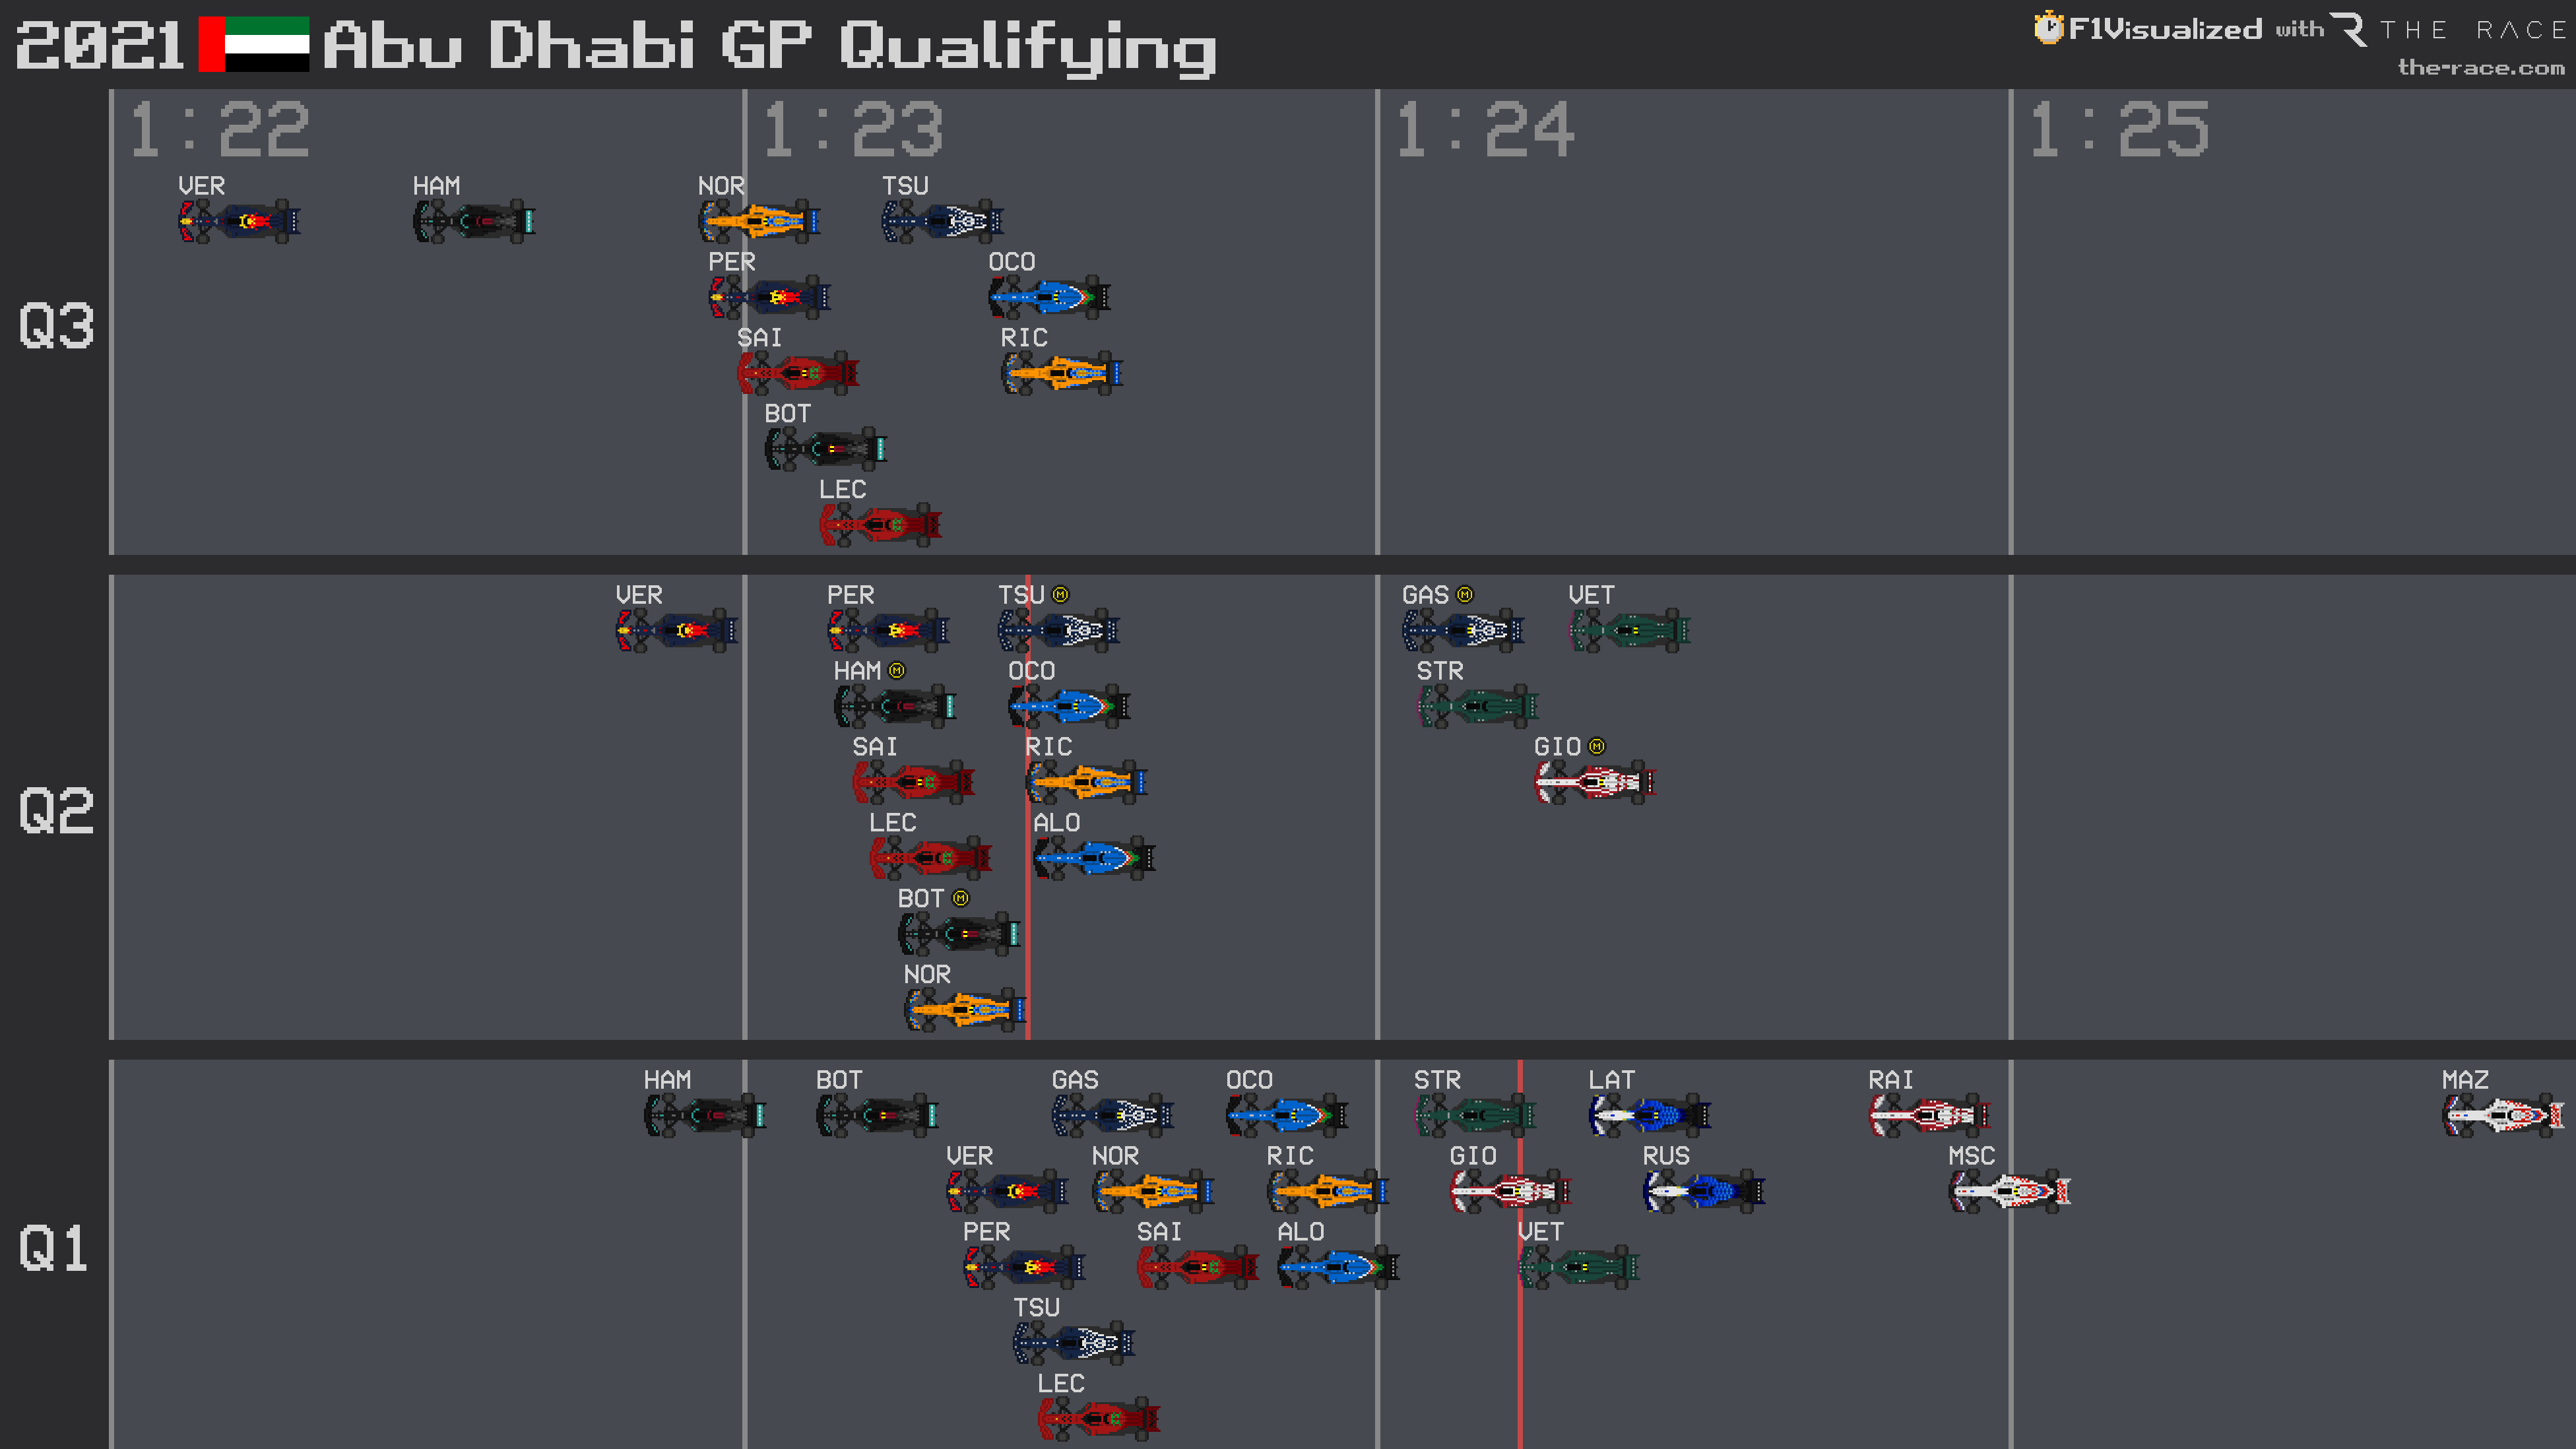 2021 Abu Dhabi GP Qualifying
F1Visualized with THE RACE
the-race.com
1:22 1:23 1:24 1:25
Q3
VER HAM NOR TSU
PER OCO
SAI RIC
BOT
LEC
Q2
VER PER TSU M GAS M VET
HAM M OCO STR
SAI RIC GIO M
LEC ALO
BOT M
NOR
Q1
HAM BOT GAS OCO STR LAT RAI MAZ
VER NOR RIC GIO RUS MSC
PER SAI ALO VET
TSU
LEC